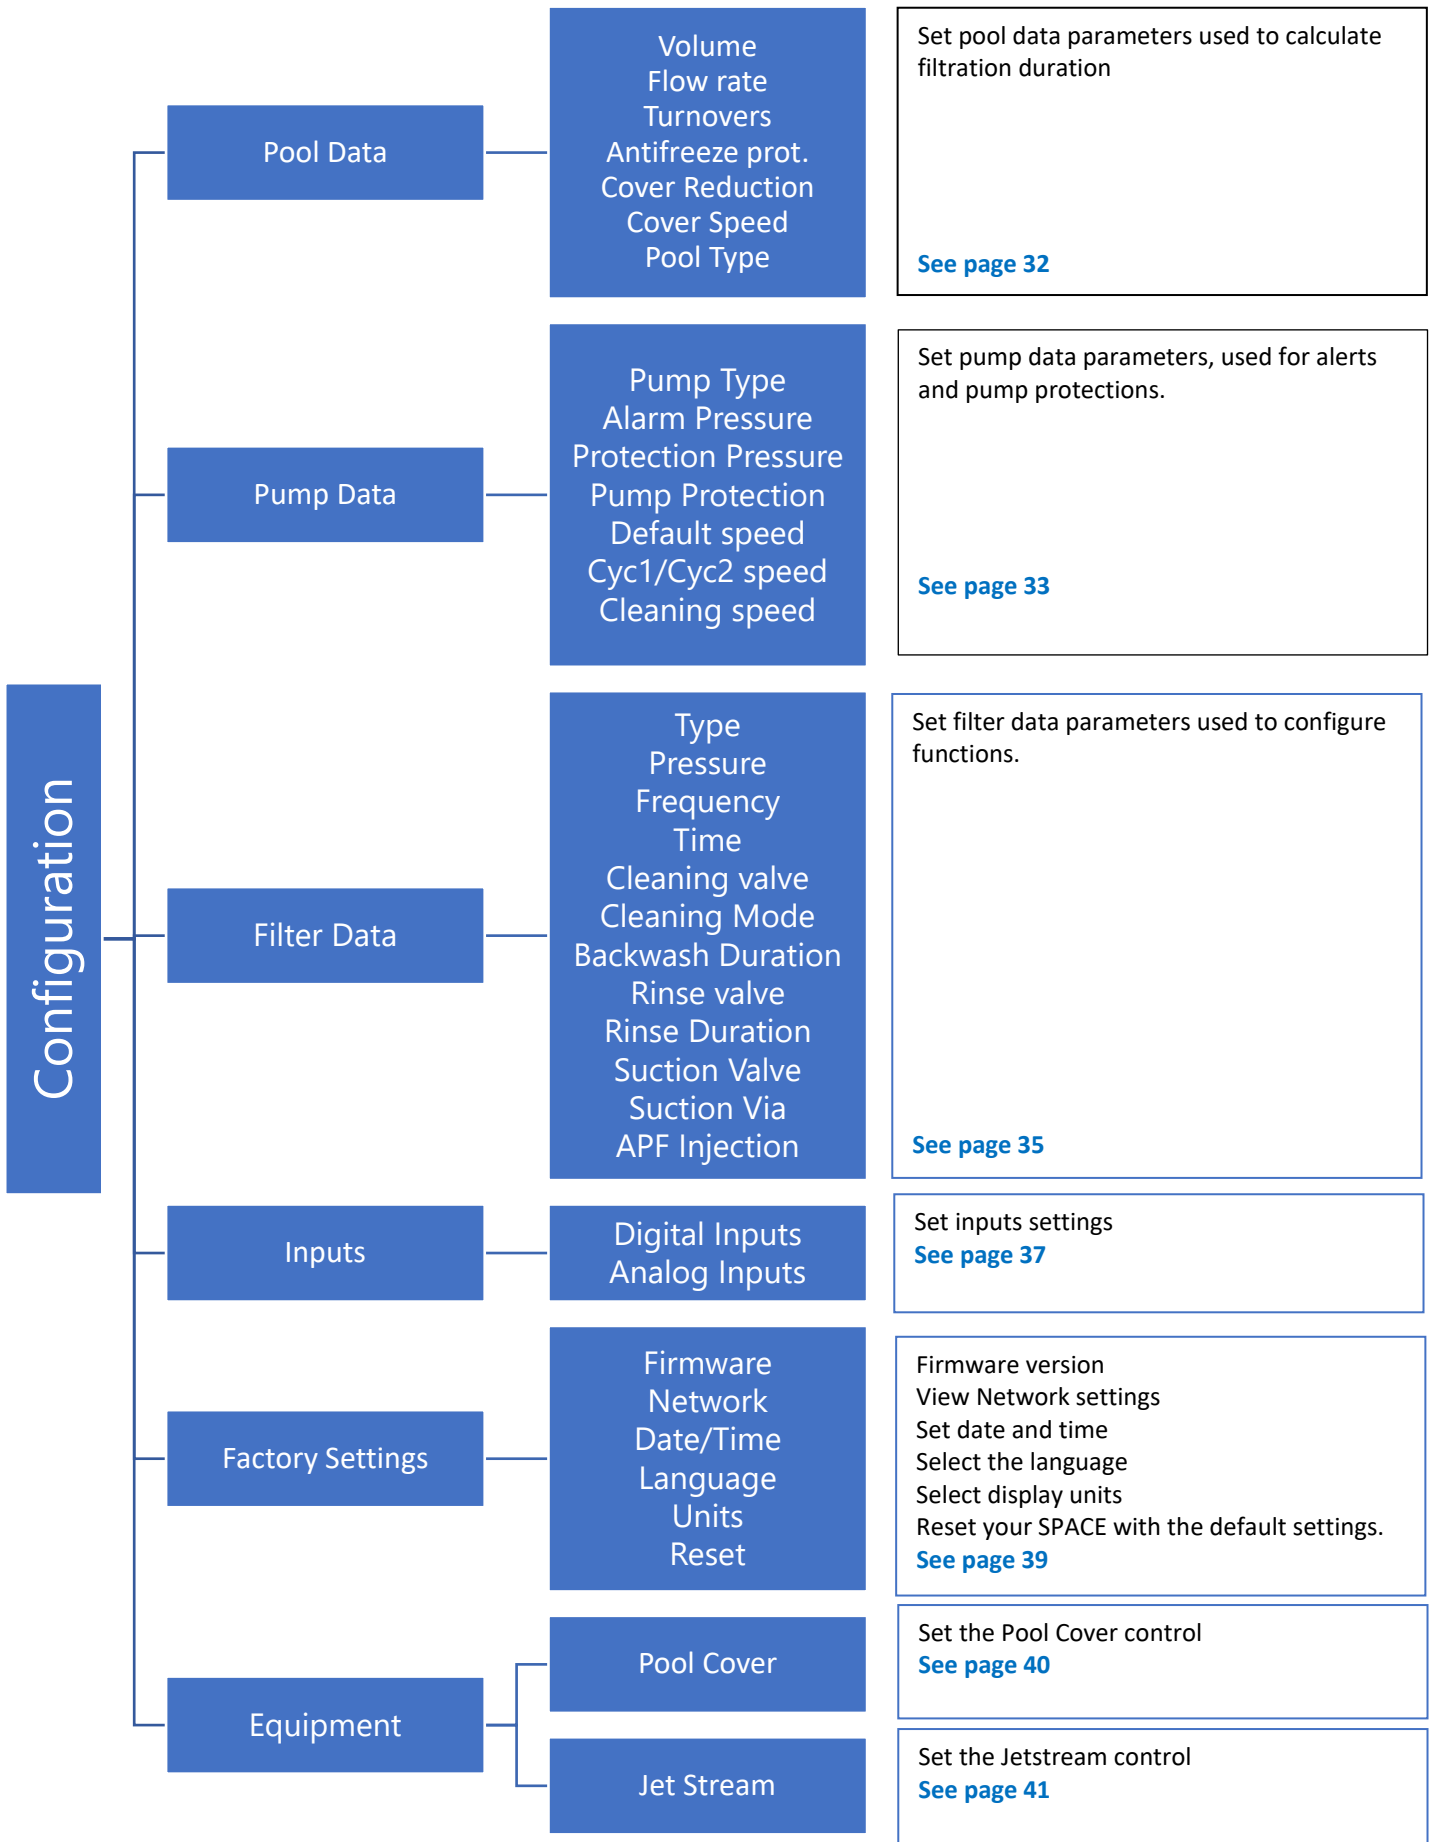 Configuration
Pool Data
Volume
Flow rate
Turnovers
Antifreeze prot.
Cover Reduction
Cover Speed
Pool Type
Set pool data parameters used to calculate
filtration duration
See page 32
Pump Data
Pump Type
Alarm Pressure
Protection Pressure
Pump Protection
Default speed
Cyc1/Cyc2 speed
Cleaning speed
Set pump data parameters, used for alerts
and pump protections.
See page 33
Filter Data
Type
Pressure
Frequency
Time
Cleaning valve
Cleaning Mode
Backwash Duration
Rinse valve
Rinse Duration
Suction Valve
Suction Via
APF Injection
Set filter data parameters used to configure
functions.
See page 35
Inputs
Digital Inputs
Analog Inputs
Set inputs settings
See page 37
Factory Settings
Firmware
Network
Date/Time
Language
Units
Reset
Firmware version
View Network settings
Set date and time
Select the language
Select display units
Reset your SPACE with the default settings.
See page 39
Equipment
Pool Cover
Set the Pool Cover control
See page 40
Jet Stream
Set the Jetstream control
See page 41